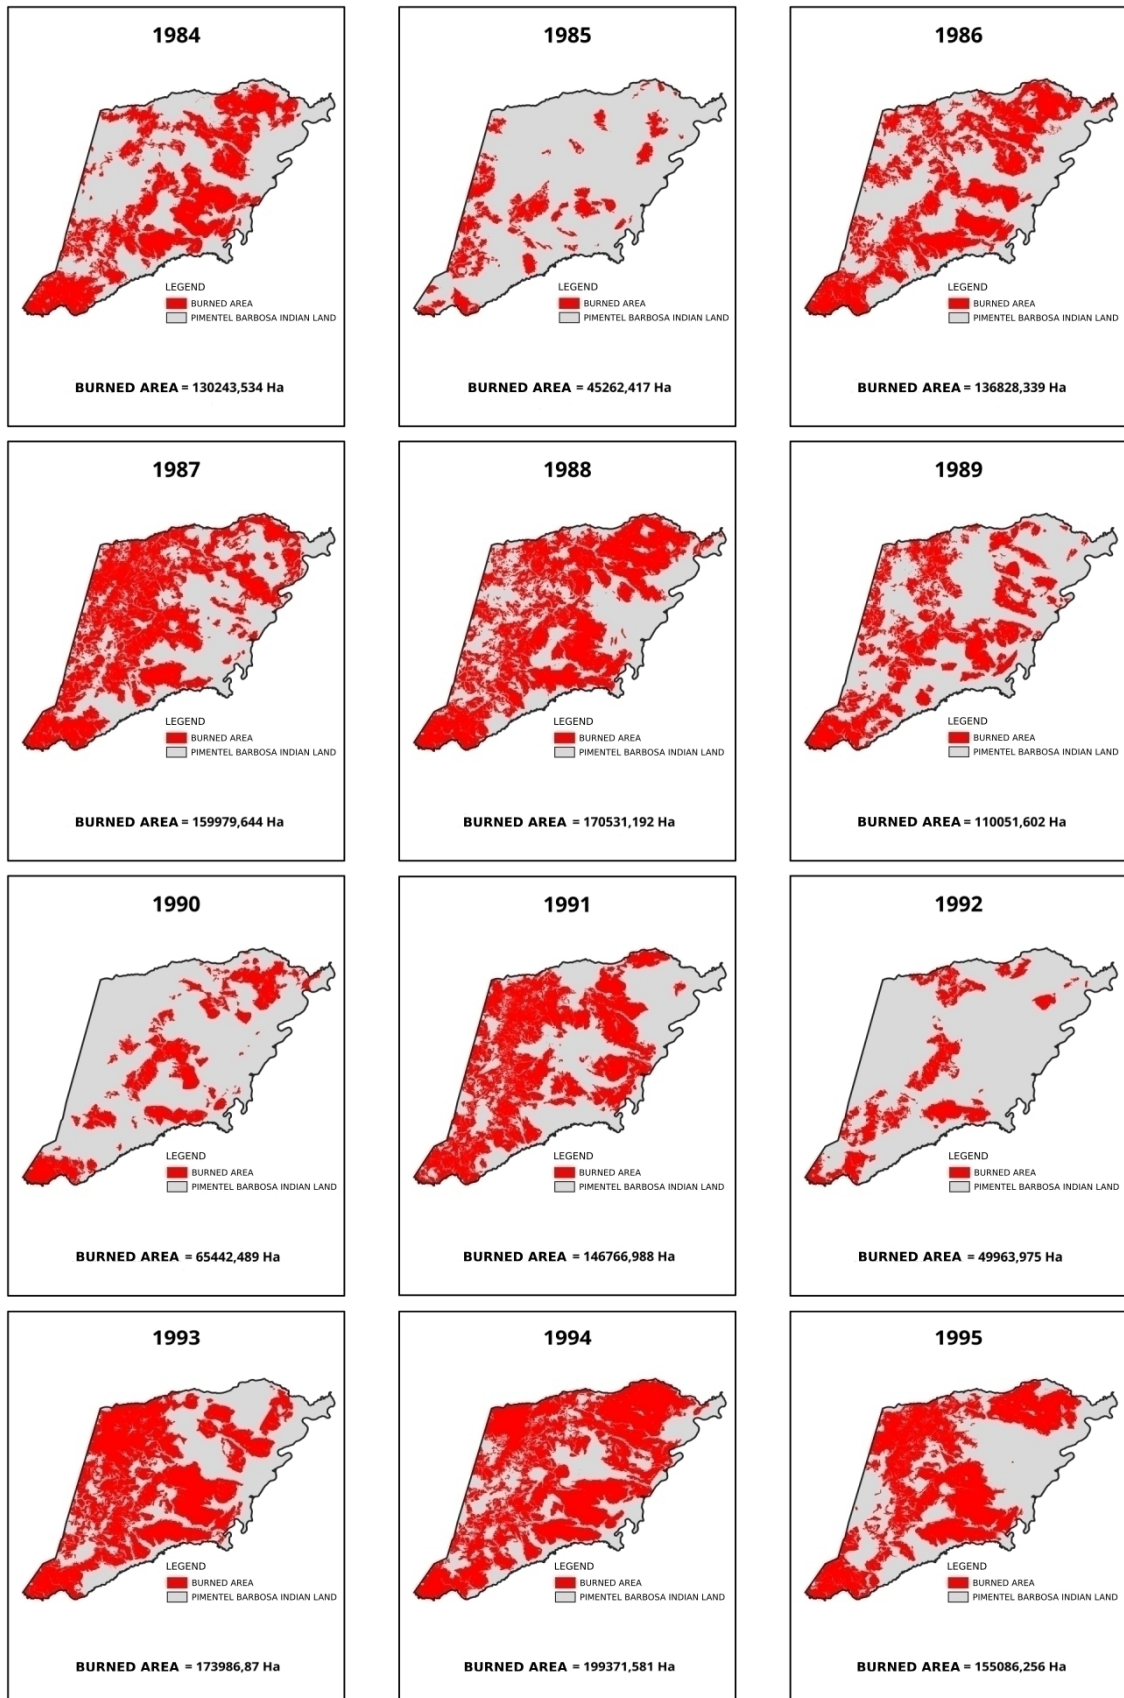 1984
LEGEND
BURNED AREA
PIMENTEL BARBOSA INDIAN LAND
BURNED AREA = 130243,534 Ha
1985
LEGEND
BURNED AREA
PIMENTEL BARBOSA INDIAN LAND
BURNED AREA = 45262,417 Ha
1986
LEGEND
BURNED AREA
PIMENTEL BARBOSA INDIAN LAND
BURNED AREA = 136828,339 Ha
1987
LEGEND
BURNED AREA
PIMENTEL BARBOSA INDIAN LAND
BURNED AREA = 159979,644 Ha
1988
LEGEND
BURNED AREA
PIMENTEL BARBOSA INDIAN LAND
BURNED AREA = 170531,192 Ha
1989
LEGEND
BURNED AREA
PIMENTEL BARBOSA INDIAN LAND
BURNED AREA = 110051,602 Ha
1990
LEGEND
BURNED AREA
PIMENTEL BARBOSA INDIAN LAND
BURNED AREA = 65442,489 Ha
1991
LEGEND
BURNED AREA
PIMENTEL BARBOSA INDIAN LAND
BURNED AREA = 146766,988 Ha
1992
LEGEND
BURNED AREA
PIMENTEL BARBOSA INDIAN LAND
BURNED AREA = 49963,975 Ha
1993
LEGEND
BURNED AREA
PIMENTEL BARBOSA INDIAN LAND
BURNED AREA = 173986,87 Ha
1994
LEGEND
BURNED AREA
PIMENTEL BARBOSA INDIAN LAND
BURNED AREA = 199371,581 Ha
1995
LEGEND
BURNED AREA
PIMENTEL BARBOSA INDIAN LAND
BURNED AREA = 155086,256 Ha